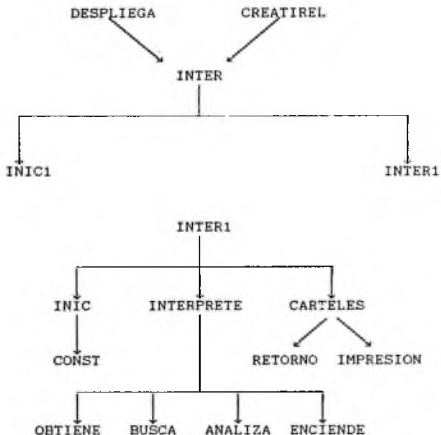 DESPLIEGA CREATIREL
INTER
INIC1 INTER1
INTER1
INIC INTERPRETE CARTELES
CONST RETORNO IMPRESION
OBTIENE BUSCA ANALIZA ENCIENDE